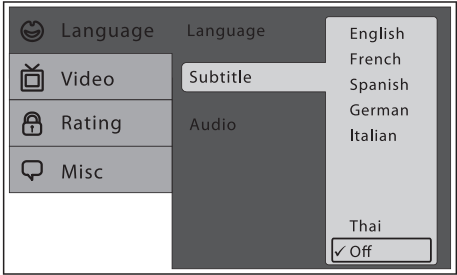 Language
Video
Rating
Misc
Language
Subtitle
Audio
English
French
Spanish
German
Italian
Thai
✓ Off